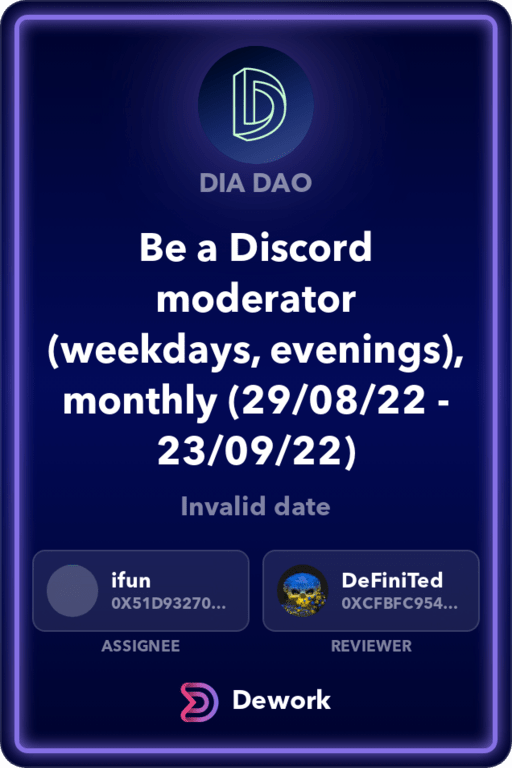 DIA DAO
Be a Discord
moderator
(weekdays, evenings),
monthly (29/08/22 -
23/09/22)
Invalid date
ifun
0X51D93270...
DeFiniTed
0XCFBFC954...
ASSIGNEE
REVIEWER
Dework